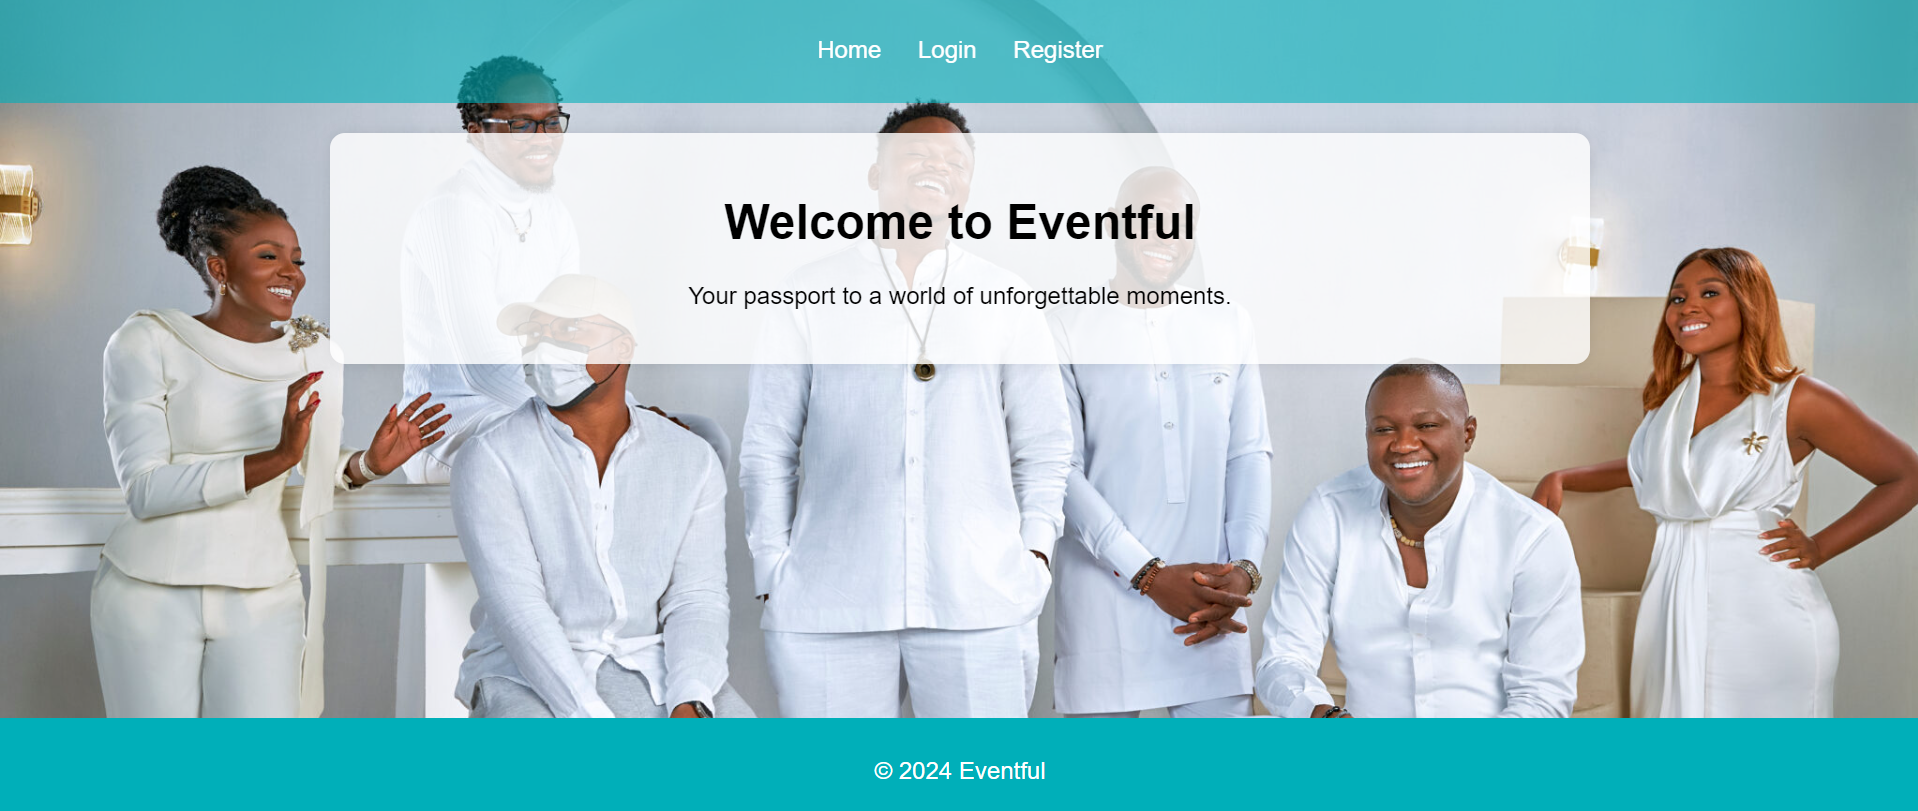 Home Login Register
Welcome to Eventful
Your passport to a world of unforgettable moments.
© 2024 Eventful